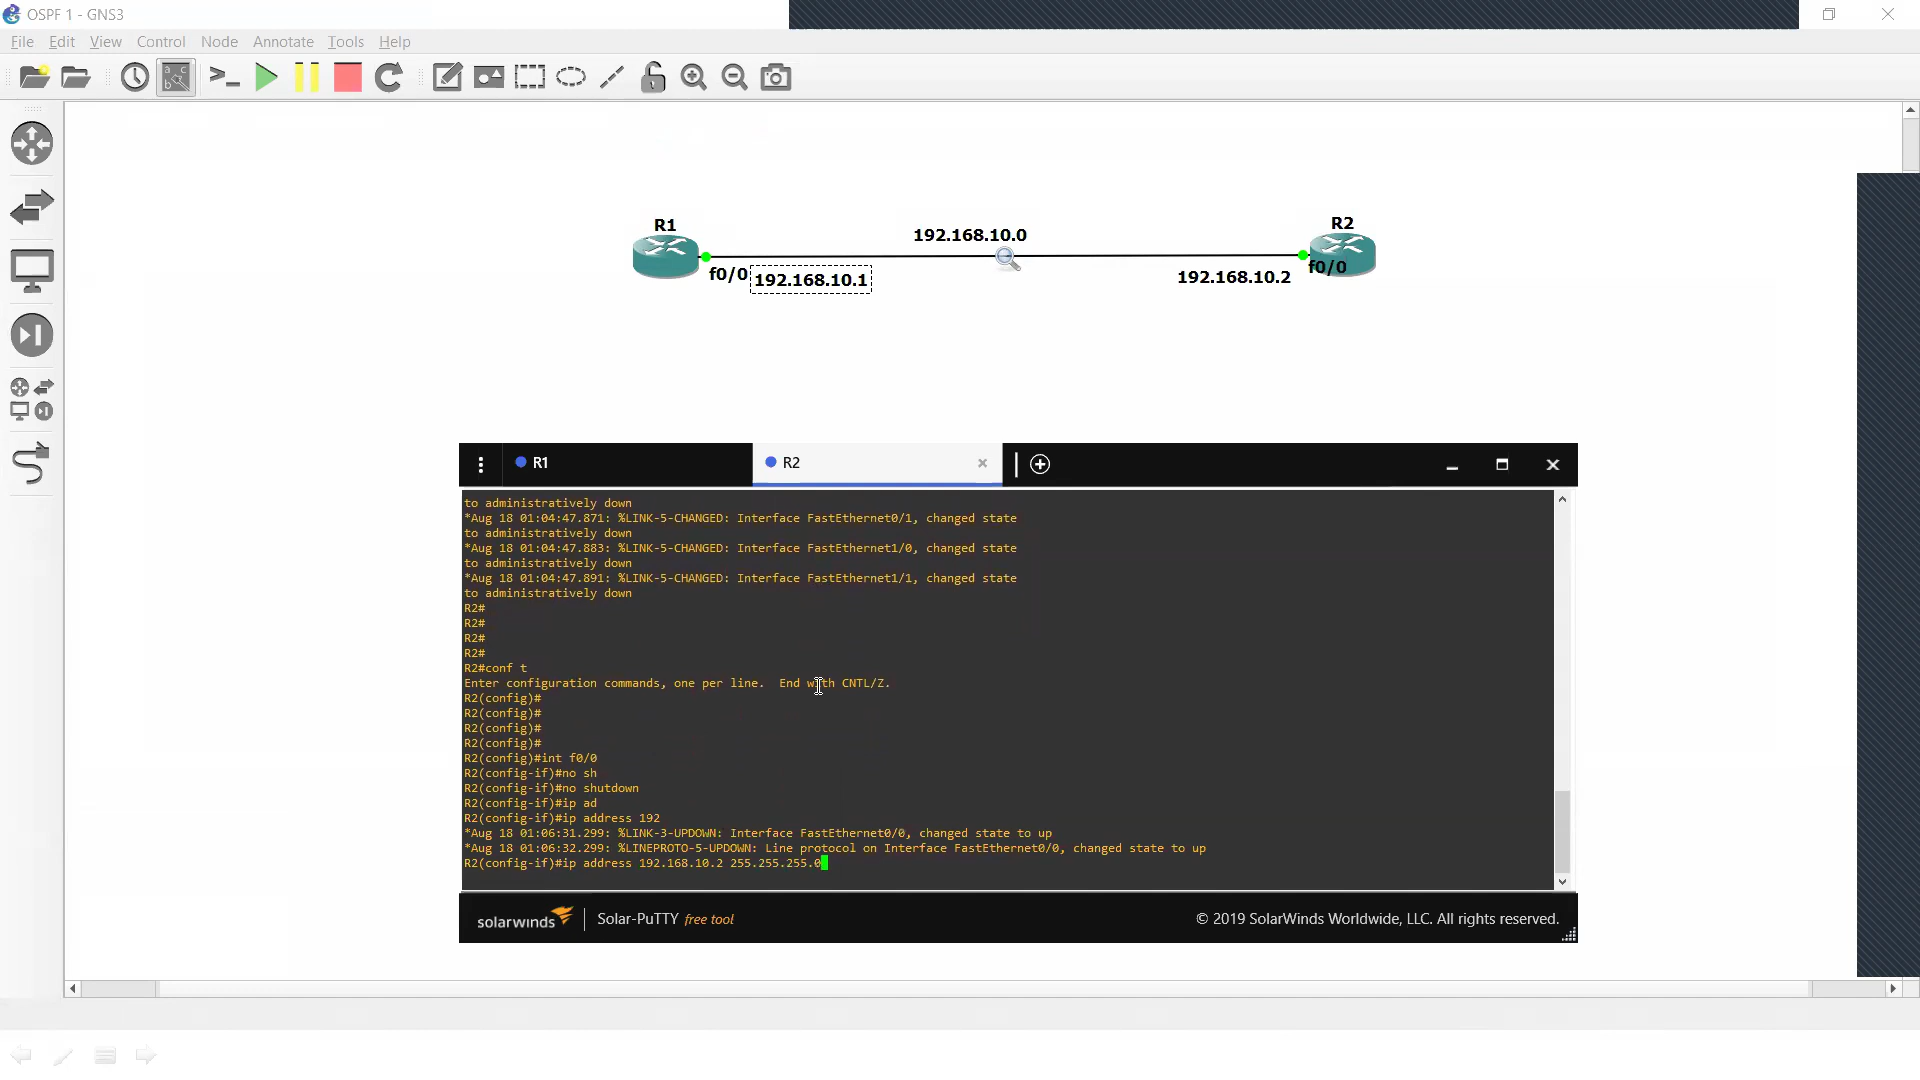 OSPF 1 - GNS3
File Edit View Control Node Annotate Tools Help
R1
R2
192.168.10.0
f0/0
192.168.10.1
192.168.10.2
f0/0
R1
R2
to administratively down
*Aug 18 01:04:47.871: %LINK-5-CHANGED: Interface FastEthernet0/1, changed state
to administratively down
*Aug 18 01:04:47.883: %LINK-5-CHANGED: Interface FastEthernet1/0, changed state
to administratively down
*Aug 18 01:04:47.891: %LINK-5-CHANGED: Interface FastEthernet1/1, changed state
to administratively down
R2#
R2#
R2#
R2#
R2#conf t
Enter configuration commands, one per line.  End with CNTL/Z.
R2(config)#
R2(config)#
R2(config)#
R2(config)#
R2(config)#int f0/0
R2(config-if)#no sh
R2(config-if)#no shutdown
R2(config-if)#ip ad
R2(config-if)#ip address 192
*Aug 18 01:06:31.299: %LINK-3-UPDOWN: Interface FastEthernet0/0, changed state to up
*Aug 18 01:06:32.299: %LINEPROTO-5-UPDOWN: Line protocol on Interface FastEthernet0/0, changed state to up
R2(config-if)#ip address 192.168.10.2 255.255.255.0
solarwinds Solar-PuTTY free tool
© 2019 SolarWinds Worldwide, LLC. All rights reserved.